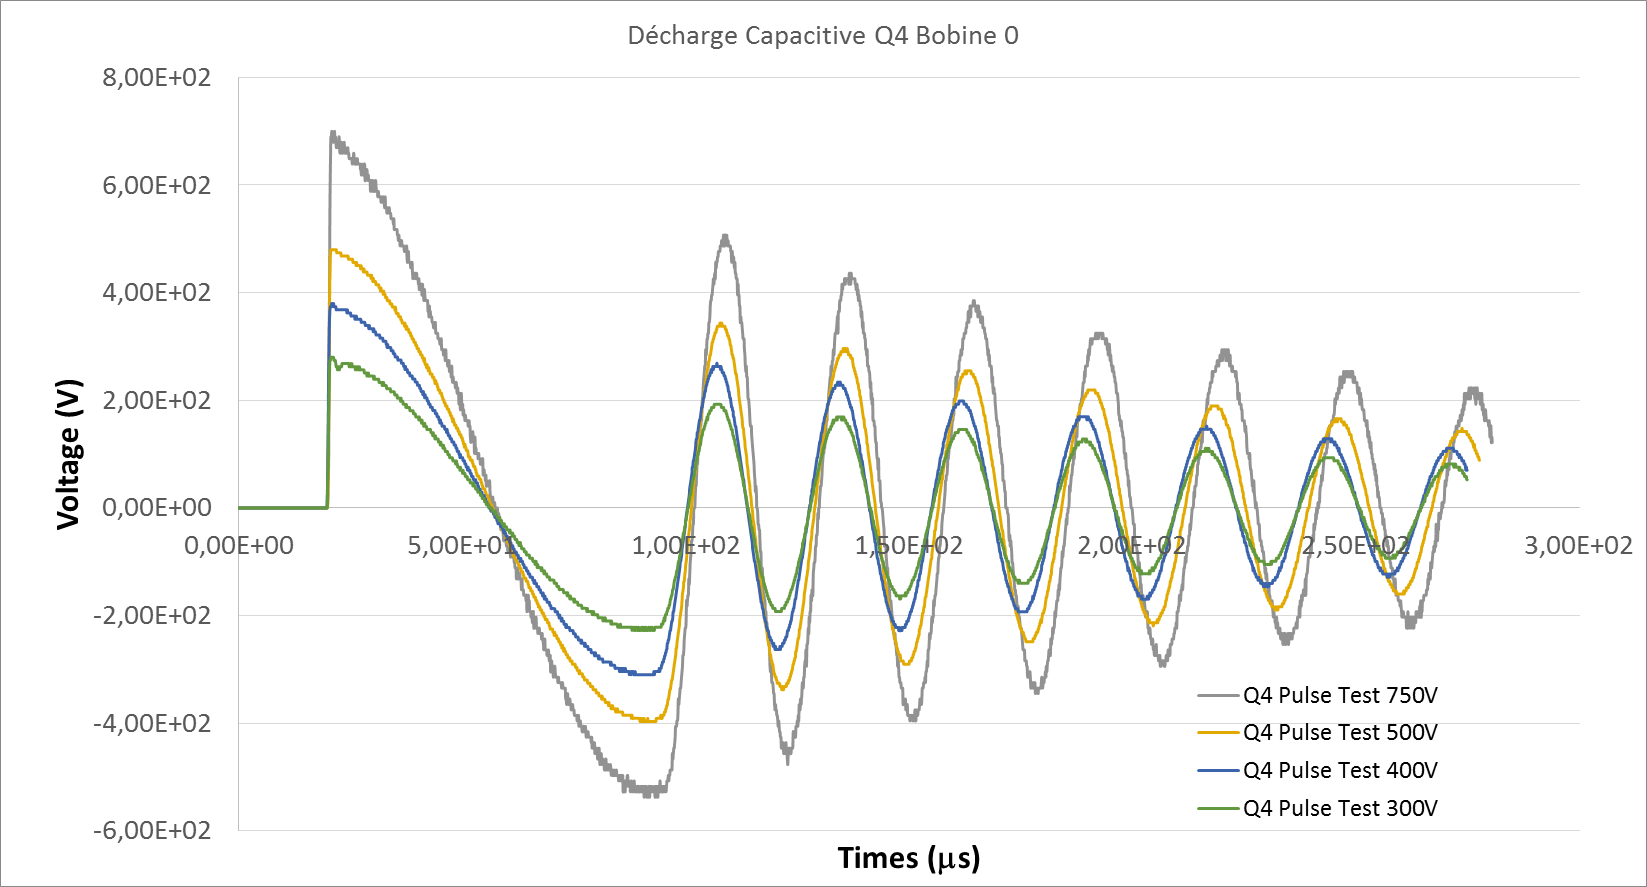 Décharge Capacitive Q4 Bobine 0
8,00E+02
6,00E+02
4,00E+02
2,00E+02
0,00E+00
-2,00E+02
-4,00E+02
-6,00E+02
Voltage (V)
0,00E+00 5,00E+01 1,00E+02 1,50E+02 2,00E+02 2,50E+02 3,00E+02
Q4 Pulse Test 750V
Q4 Pulse Test 500V
Q4 Pulse Test 400V
Q4 Pulse Test 300V
Times (μs)